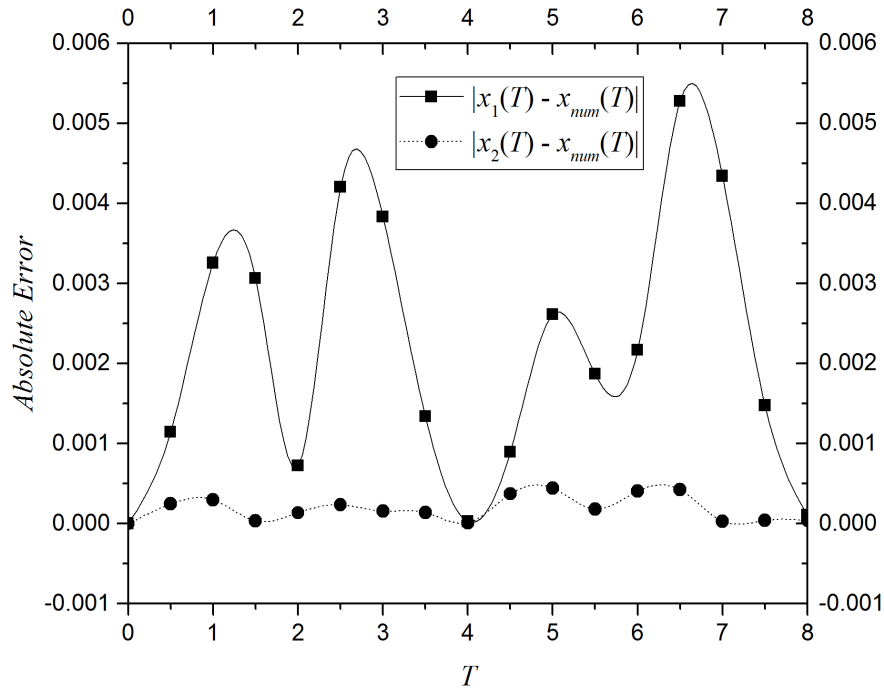 0 1 2 3 4 5 6 7 8
0.006 0.006
|x₁(T) - xₙᵤₘ(T)|
|x₂(T) - xₙᵤₘ(T)|
0.005 0.005
0.004 0.004
0.003 0.003
0.002 0.002
0.001 0.001
0.000 0.000
-0.001 -0.001
Absolute Error
0 1 2 3 4 5 6 7 8
T